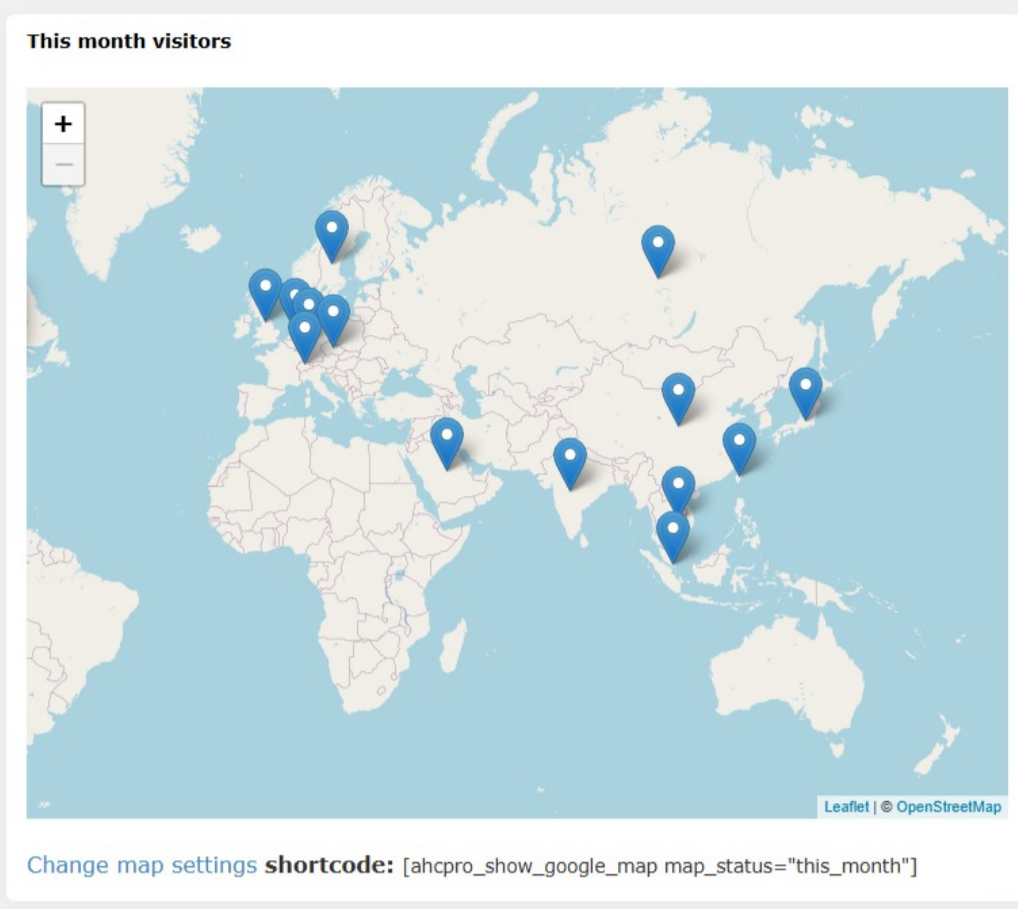 This month visitors
+
−
Leaflet | © OpenStreetMap
Change map settings shortcode: [ahcpro_show_google_map map_status="this_month"]